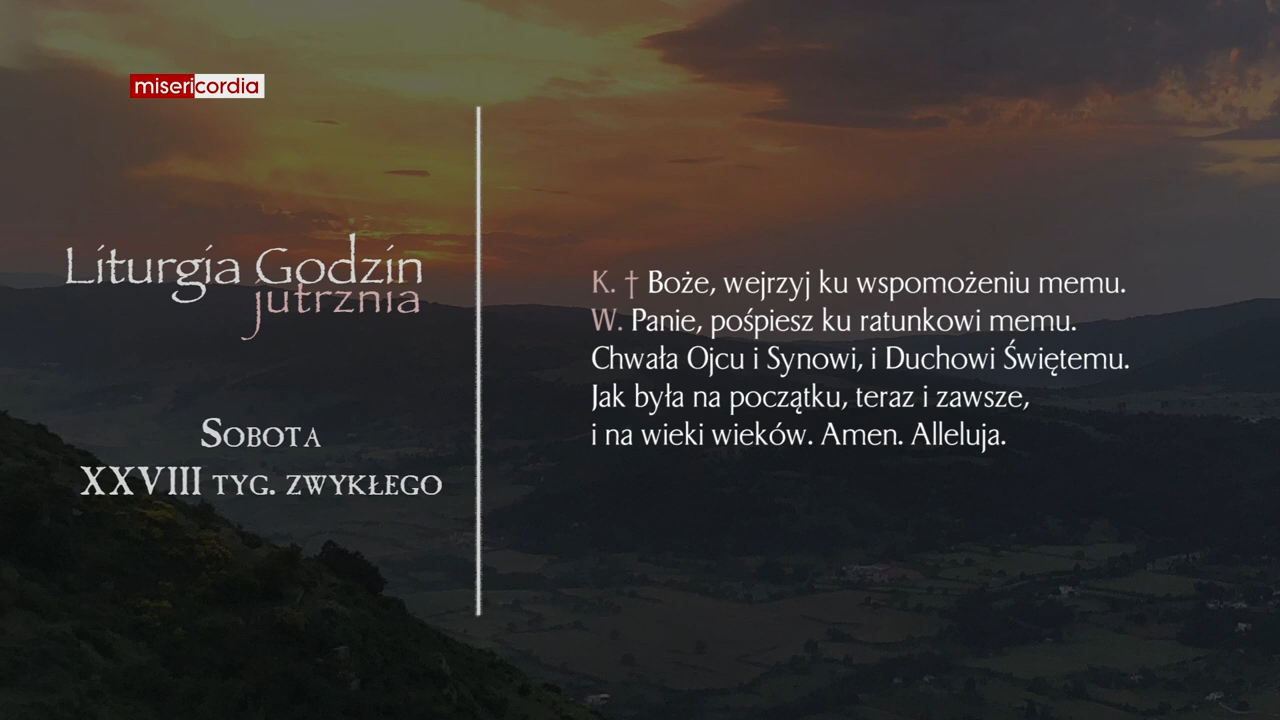 misericordia
Liturgia Godzin
jutrznia
Sobota
XXVIII tyg. zwykłego
K. † Boże, wejrzyj ku wspomożeniu memu.
W. Panie, pośpiesz ku ratunkowi memu.
Chwała Ojcu i Synowi, i Duchowi Świętemu.
Jak była na początku, teraz i zawsze,
i na wieki wieków. Amen. Alleluja.